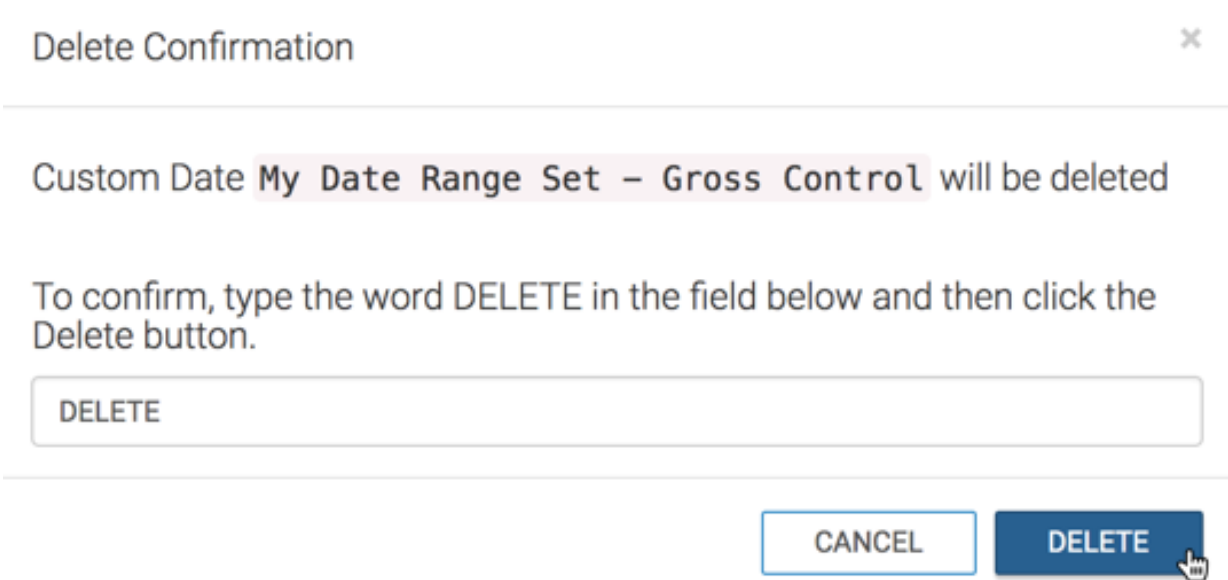 Delete Confirmation ×
Custom Date My Date Range Set – Gross Control will be deleted
To confirm, type the word DELETE in the field below and then click the
Delete button.
DELETE
CANCEL DELETE